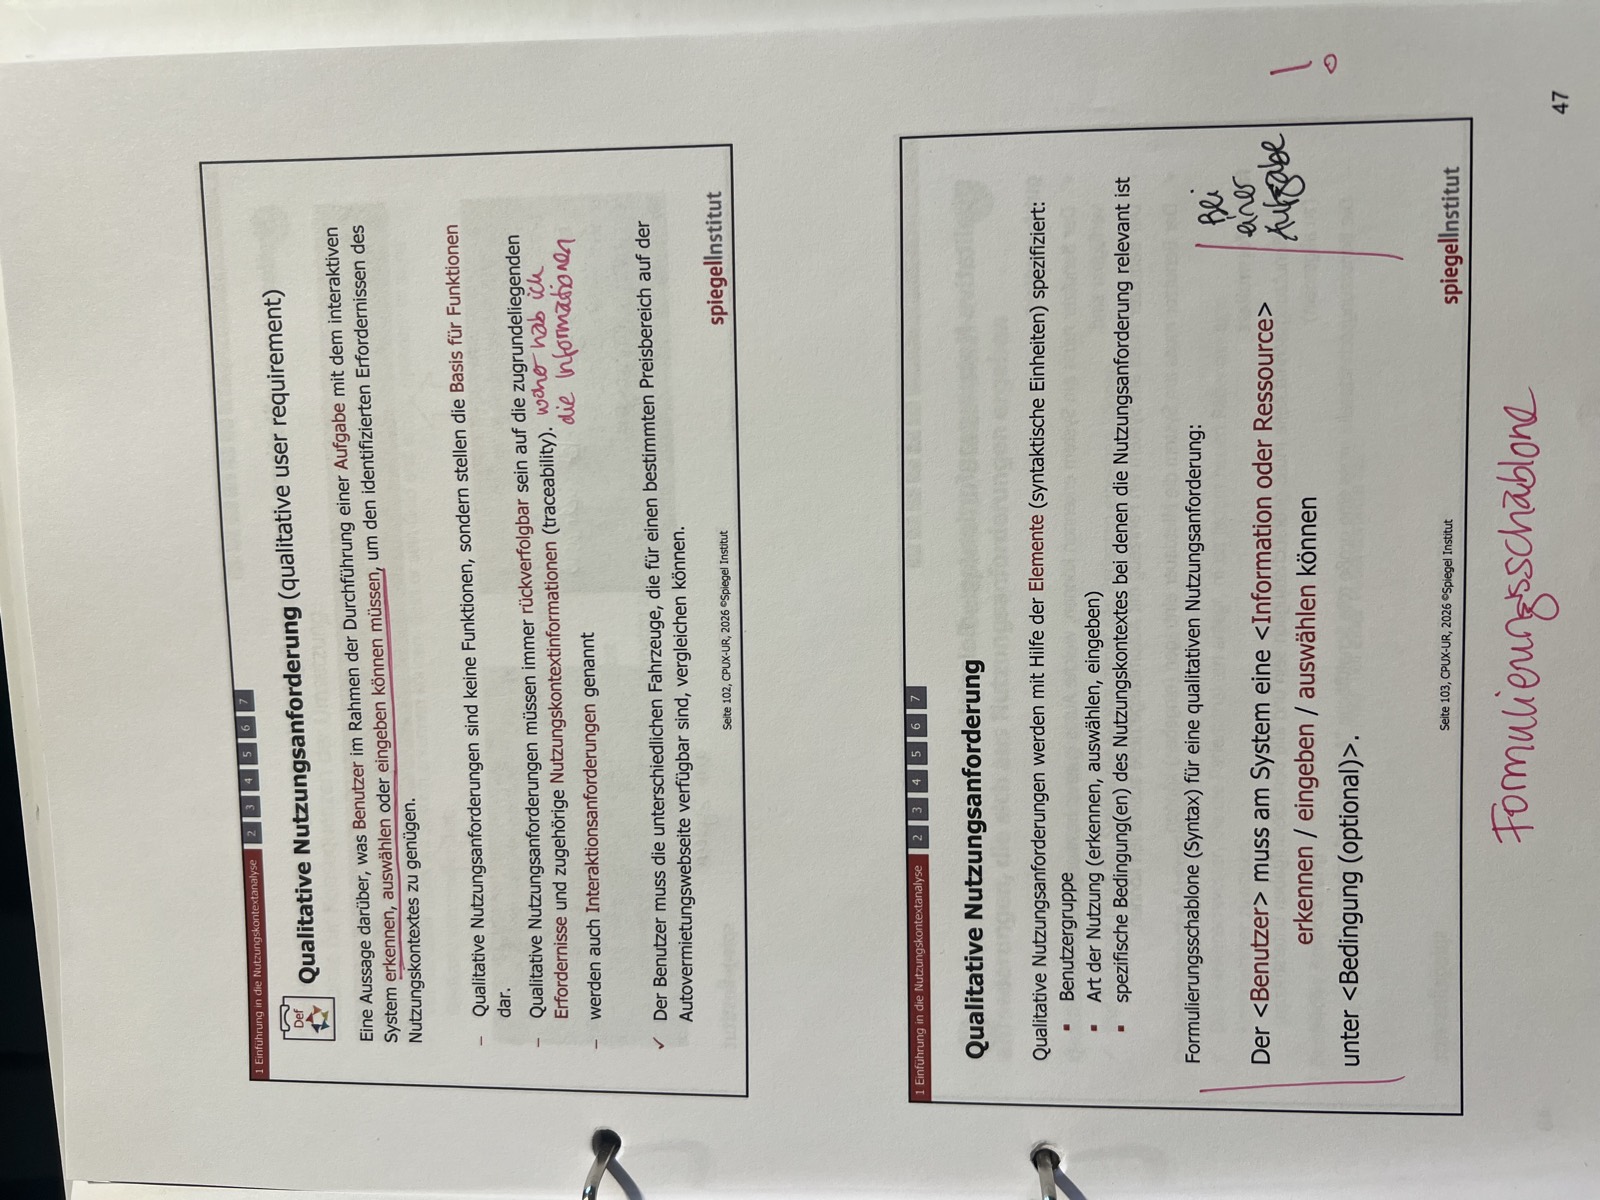 1 Einführung in die Nutzungskontextanalyse 2 3 4 5 6 7
Def
Qualitative Nutzungsanforderung (qualitative user requirement)
Eine Aussage darüber, was Benutzer im Rahmen der Durchführung einer Aufgabe mit dem interaktiven
System erkennen, auswählen oder eingeben können müssen, um den identifizierten Erfordernissen des
Nutzungskontextes zu genügen.
– Qualitative Nutzungsanforderungen sind keine Funktionen, sondern stellen die Basis für Funktionen
dar.
– Qualitative Nutzungsanforderungen müssen immer rückverfolgbar sein auf die zugrundeliegenden
Erfordernisse und zugehörige Nutzungskontextinformationen (traceability). woher hab ich
die Informationen
– werden auch Interaktionsanforderungen genannt
✓ Der Benutzer muss die unterschiedlichen Fahrzeuge, die für einen bestimmten Preisbereich auf der
Autovermietungswebseite verfügbar sind, vergleichen können.
Seite 102, CPUX-UR, 2026 ©Spiegel Institut
spiegelInstitut
1 Einführung in die Nutzungskontextanalyse 2 3 4 5 6 7
Qualitative Nutzungsanforderung
Qualitative Nutzungsanforderungen werden mit Hilfe der Elemente (syntaktische Einheiten) spezifiziert:
▪ Benutzergruppe
▪ Art der Nutzung (erkennen, auswählen, eingeben)
▪ spezifische Bedingung(en) des Nutzungskontextes bei denen die Nutzungsanforderung relevant ist
Formulierungsschablone (Syntax) für eine qualitativen Nutzungsanforderung:
Der <Benutzer> muss am System eine <Information oder Ressource>
erkennen / eingeben / auswählen können
unter <Bedingung (optional)>.
Bei
einer
Aufgabe
!
Seite 103, CPUX-UR, 2026 ©Spiegel Institut
spiegelInstitut
Formulierungsschablone
47